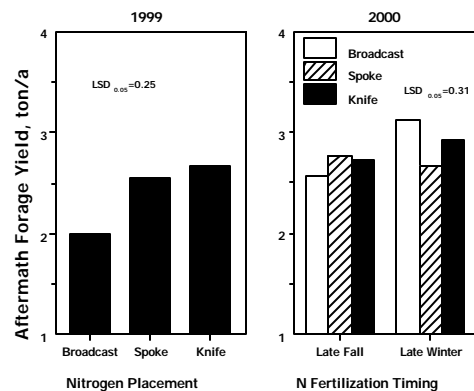 1999
2000
4
4
Broadcast
Spoke
Knife
LSD 0.05=0.25
LSD 0.05=0.31
3
3
2
2
1
1
Aftermath Forage Yield, ton/a
Broadcast Spoke Knife
Late Fall Late Winter
Nitrogen Placement
N Fertilization Timing